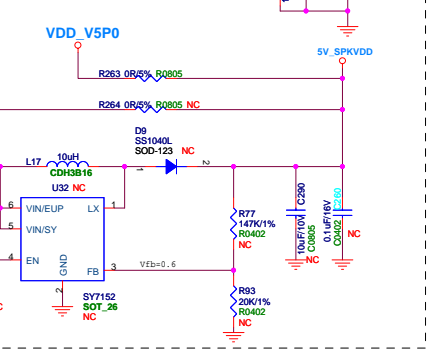 VDD_V5P0
5V_SPKVDD
R263 0R/5% R0805
R264 0R/5% R0805 NC
D9
SS1040L
SOD-123 NC
1
2
L17
10uH
CDH3B16
U32 NC
6
VIN/EUP
LX
1
5
VIN/SY
4
EN
GND
FB
3
Vfb=0.6
2
SY7152
SOT_26
NC
R77
147K/1%
R0402
NC
R93
20K/1%
R0402
NC
C290
10uF/10V
C0805
NC
C280
0.1uF/16V
C0402
NC